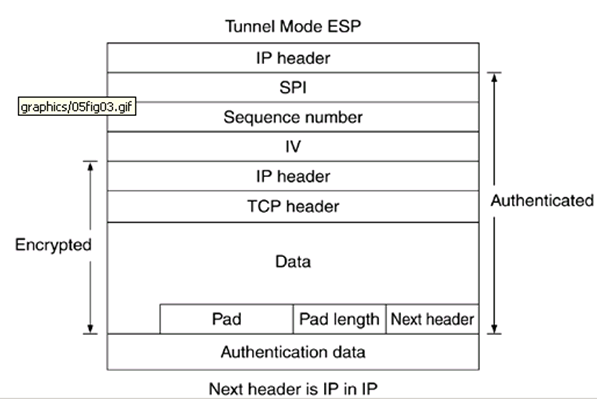 Tunnel Mode ESP
IP header
SPI
graphics/05fig03.gif
Sequence number
IV
IP header
TCP header
Authenticated
Encrypted
Data
Pad
Pad length
Next header
Authentication data
Next header is IP in IP